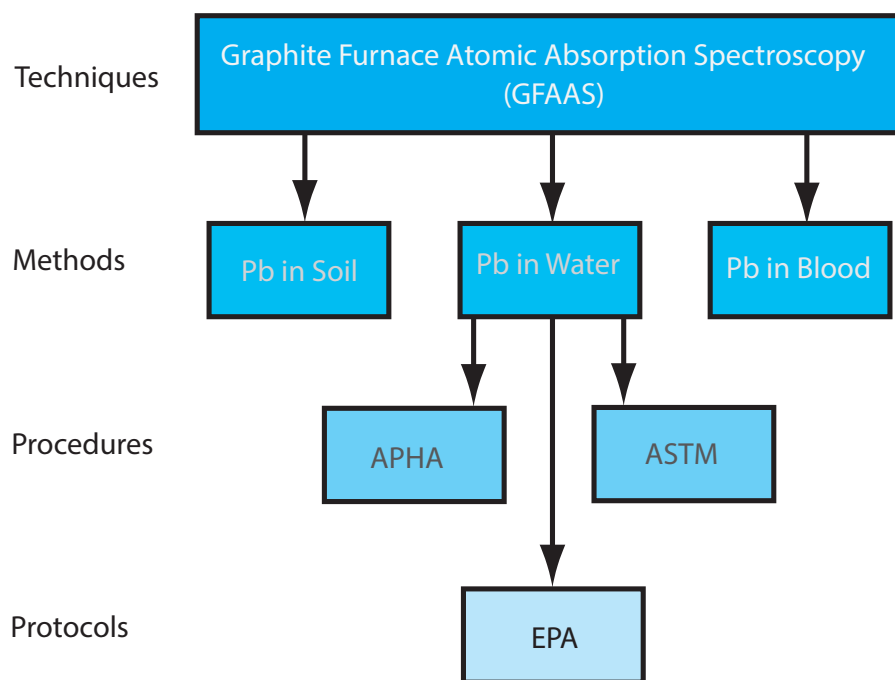 Techniques
Graphite Furnace Atomic Absorption Spectroscopy
(GFAAS)
Methods
Pb in Soil
Pb in Water
Pb in Blood
Procedures
APHA
ASTM
Protocols
EPA